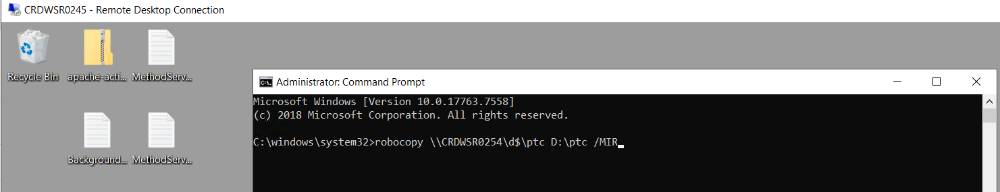 CRDWSR0245 - Remote Desktop Connection
Recycle Bin
apache-acti...
MethodServ...
Background...
MethodServ...
Administrator: Command Prompt
Microsoft Windows [Version 10.0.17763.7558]
(c) 2018 Microsoft Corporation. All rights reserved.
C:\windows\system32>robocopy \\CRDWSR0254\d$\ptc D:\ptc /MIR